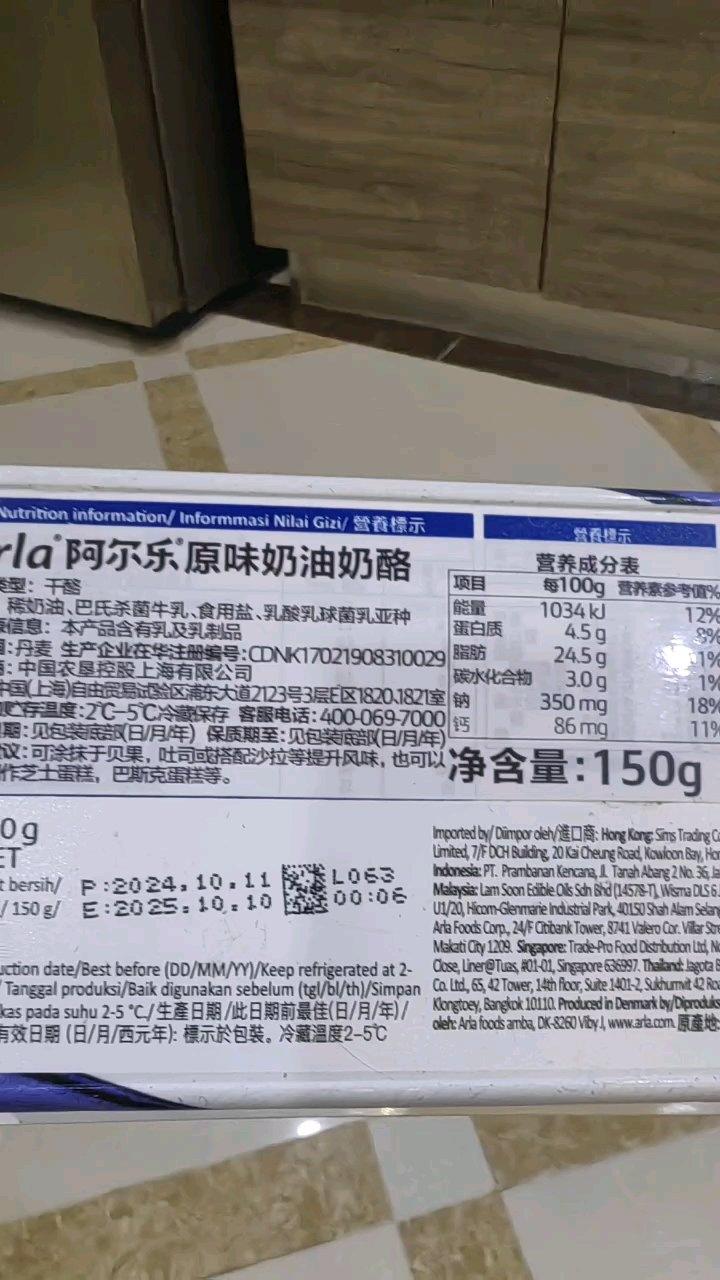 Nutrition information/ Informmasi Nilai Gizi/ 營養標示
rla®阿尔乐®原味奶油奶酪
类型：干酪
稀奶油、巴氏杀菌牛乳、食用盐、乳酸乳球菌乳亚种
信息：本产品含有乳及乳制品
：丹麦 生产企业在华注册编号：CDNK17021908310029
：中国农垦控股上海有限公司
中国(上海)自由贸易试验区浦东大道2123号3层E区1820,1821室
贮存温度：2℃-5℃冷藏保存 客服电话：400-069-7000
期：见包装底部(日/月/年) 保质期至：见包装底部(日/月/年)
议：可涂抹于贝果，吐司或搭配沙拉等提升风味，也可以
作芝士蛋糕，巴斯克蛋糕等。
營養標示
营养成分表
项目 每100g 营养素参考值%
能量 1034 kJ 12%
蛋白质 4.5 g 8%
脂肪 24.5 g 1%
碳水化合物 3.0 g 1%
钠 350 mg 18%
钙 86 mg 11%
净含量：150g
0 g
ET
t bersih/
/ 150 g/
P:2024.10.11 L063
E:2025.10.10 00:06
uction date/Best before (DD/MM/YY)/Keep refrigerated at 2-
Tanggal produksi/Baik digunakan sebelum (tgl/bl/th)/Simpan
kas pada suhu 2-5 °C/生產日期/此日期前最佳(日/月/年)/
有效日期 (日/月/西元年)：標示於包裝。冷藏溫度2-5℃
Imported by/ Diimpor oleh/進口商: Hong Kong: Sims Trading Co
Limited, 7/F DCH Building, 20 Kai Cheung Road, Kowloon Bay, Hon
Indonesia: PT. Prambanan Kencana, Jl. Tanah Abang 2 No. 36, Ja
Malaysia: Lam Soon Edible Oils Sdn Bhd (14578-T), Wisma DLS 6 J
U1/20, Hicom-Glenmarie Industrial Park, 40150 Shah Alam Selang
Arla Foods Corp., 24/F Citibank Tower, 8741 Valero Cor. Villar Stre
Makati City 1209. Singapore: Trade-Pro Food Distribution Ltd, No
Close, Liner@Tuas, #01-01, Singapore 636997. Thailand: Jagota B
Co. Ltd., 65, 42 Tower, 14th floor, Suite 1401-2, Sukhumvit 42 Roa
Klongtoey, Bangkok 10110. Produced in Denmark by/Diproduks
oleh: Arla foods amba, DK-8260 Viby J, www.arla.com. 原產地: